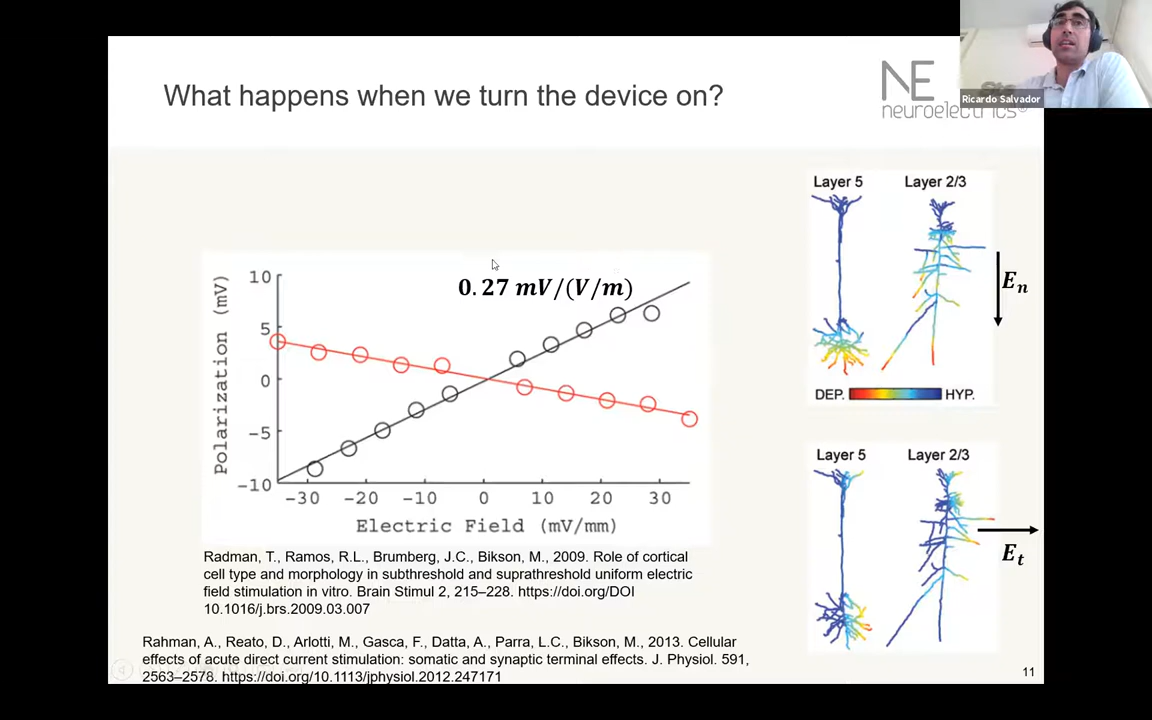 Ricardo Salvador
What happens when we turn the device on?
NE
neuroelectrics®
Layer 5 Layer 2/3
En
DEP. HYP.
Layer 5 Layer 2/3
Et
0.27 mV/(V/m)
Polarization (mV)
10
5
0
-5
-10
-30 -20 -10 0 10 20 30
Electric Field (mV/mm)
Radman, T., Ramos, R.L., Brumberg, J.C., Bikson, M., 2009. Role of cortical
cell type and morphology in subthreshold and suprathreshold uniform electric
field stimulation in vitro. Brain Stimul 2, 215–228. https://doi.org/DOI
10.1016/j.brs.2009.03.007
Rahman, A., Reato, D., Arlotti, M., Gasca, F., Datta, A., Parra, L.C., Bikson, M., 2013. Cellular
effects of acute direct current stimulation: somatic and synaptic terminal effects. J. Physiol. 591,
2563–2578. https://doi.org/10.1113/jphysiol.2012.247171
11